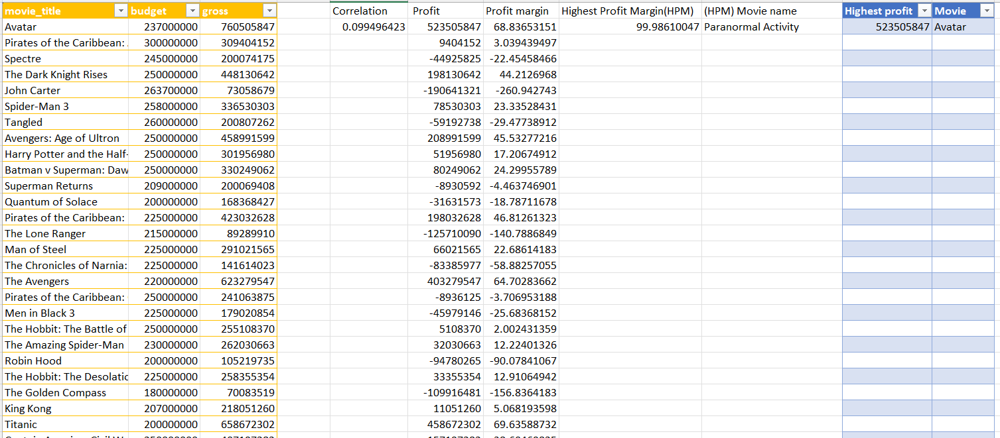 movie_title budget gross Correlation Profit Profit margin Highest Profit Margin(HPM) (HPM) Movie name Highest profit Movie
Avatar 237000000 760505847 0.099496423 523505847 68.83653151 99.98610047 Paranormal Activity 523505847 Avatar
Pirates of the Caribbean: 300000000 309404152 9404152 3.039439497
Spectre 245000000 200074175 -44925825 -22.45458466
The Dark Knight Rises 250000000 448130642 198130642 44.2126968
John Carter 263700000 73058679 -190641321 -260.942743
Spider-Man 3 258000000 336530303 78530303 23.33528431
Tangled 260000000 200807262 -59192738 -29.47738912
Avengers: Age of Ultron 250000000 458991599 208991599 45.53277216
Harry Potter and the Half- 250000000 301956980 51956980 17.20674912
Batman v Superman: Daw 250000000 330249062 80249062 24.29955789
Superman Returns 209000000 200069408 -8930592 -4.463746901
Quantum of Solace 200000000 168368427 -31631573 -18.78711678
Pirates of the Caribbean: 225000000 423032628 198032628 46.81261323
The Lone Ranger 215000000 89289910 -125710090 -140.7886849
Man of Steel 225000000 291021565 66021565 22.68614183
The Chronicles of Narnia: 225000000 141614023 -83385977 -58.88257055
The Avengers 220000000 623279547 403279547 64.70283662
Pirates of the Caribbean: 250000000 241063875 -8936125 -3.706953188
Men in Black 3 225000000 179020854 -45979146 -25.68368152
The Hobbit: The Battle of 250000000 255108370 5108370 2.002431359
The Amazing Spider-Man 230000000 262030663 32030663 12.22401326
Robin Hood 200000000 105219735 -94780265 -90.07841067
The Hobbit: The Desolatic 225000000 258355354 33355354 12.91064942
The Golden Compass 180000000 70083519 -109916481 -156.8364183
King Kong 207000000 218051260 11051260 5.068193598
Titanic 200000000 658672302 458672302 69.63588732